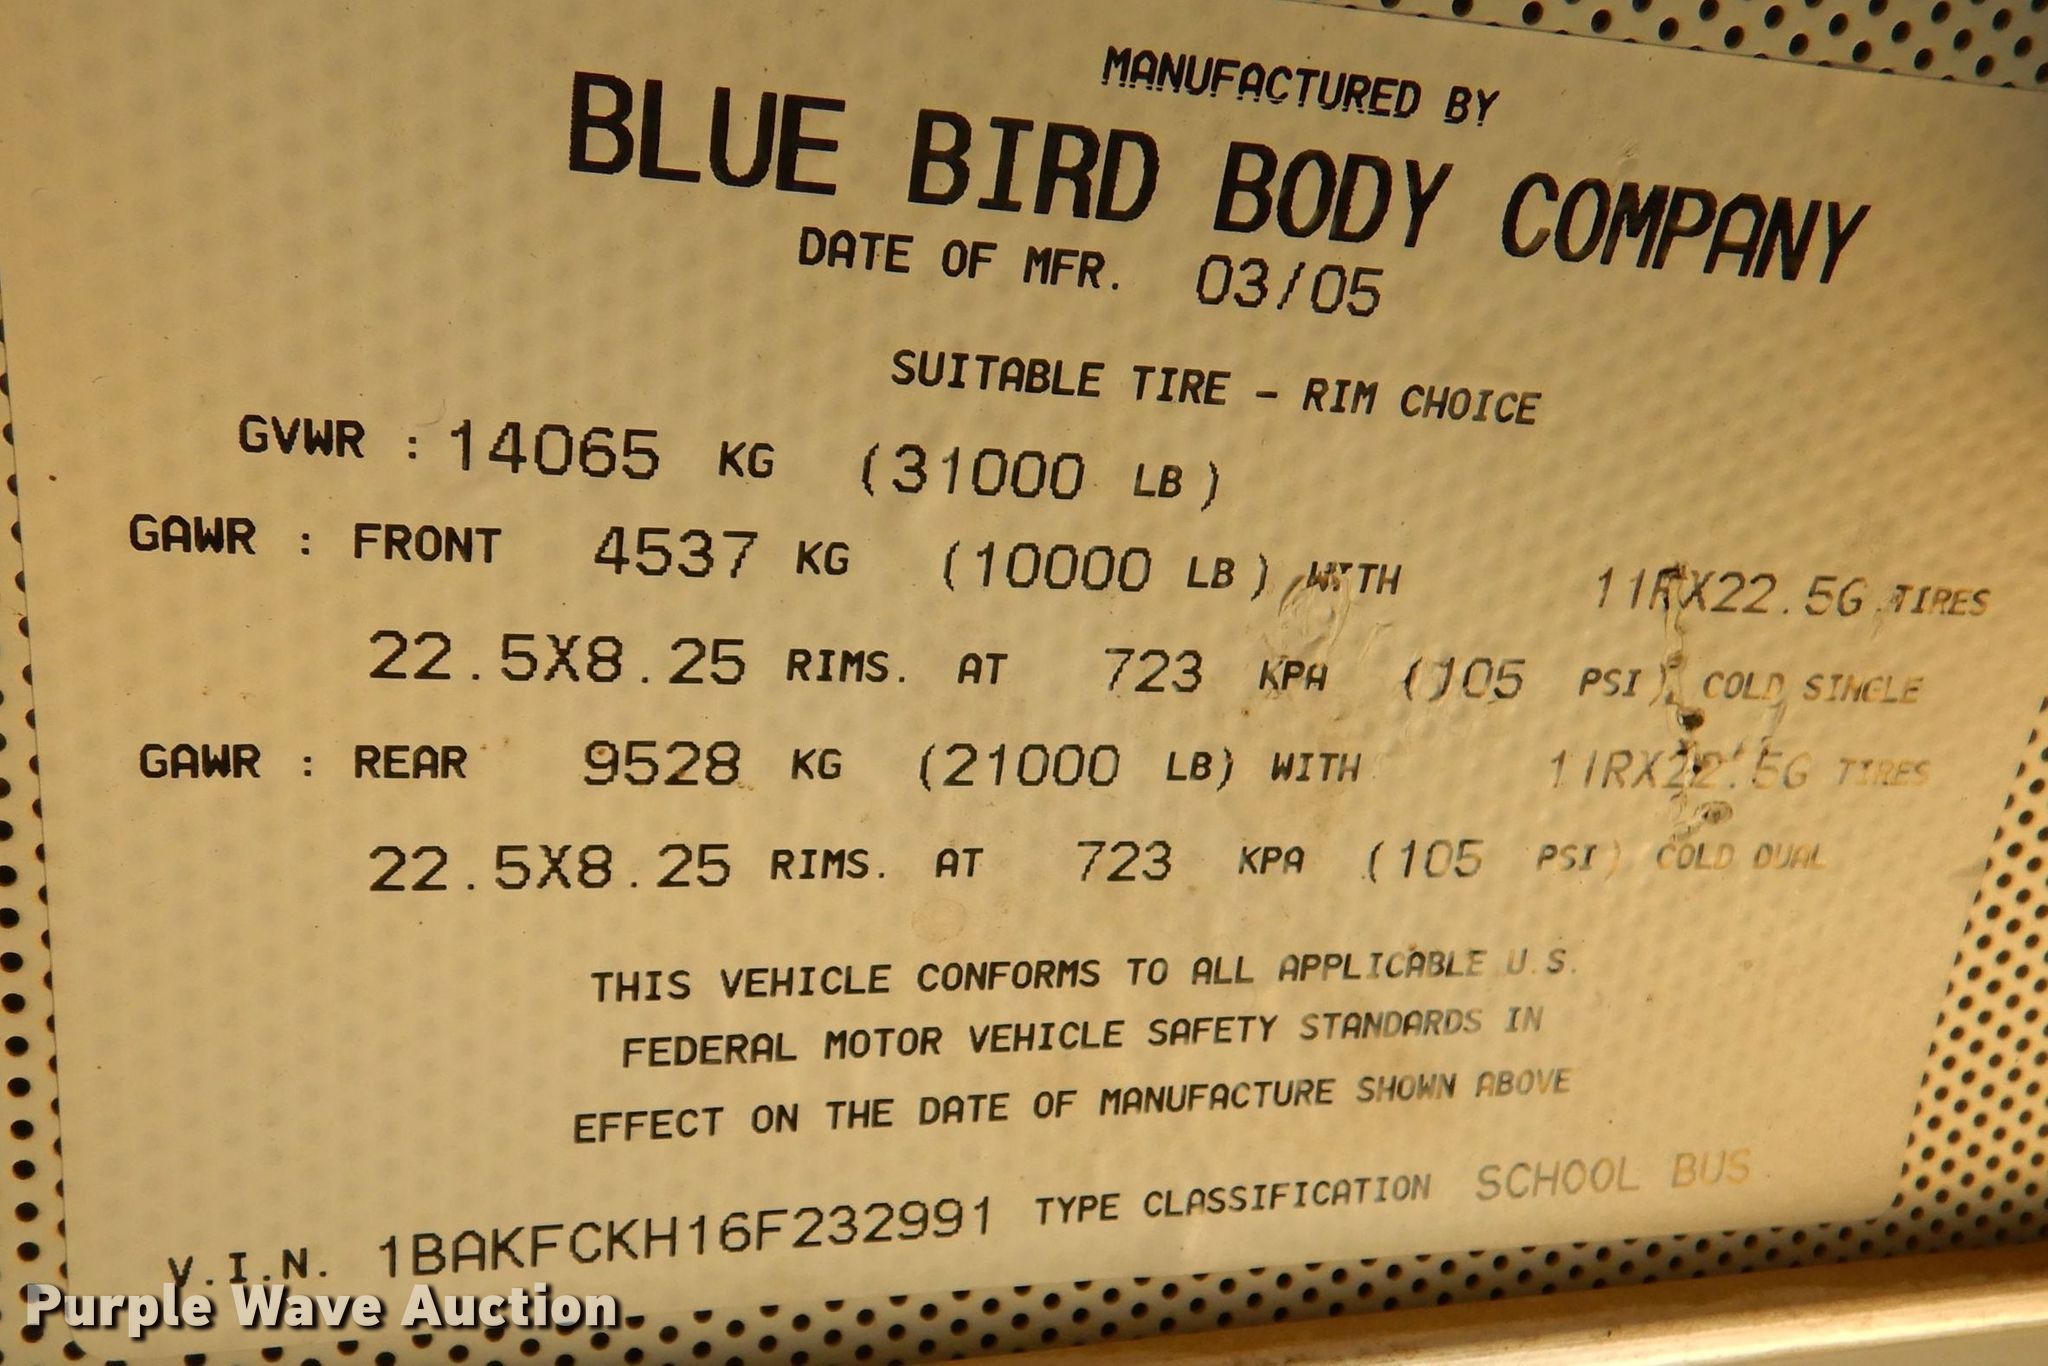 MANUFACTURED BY
BLUE BIRD BODY COMPANY
DATE OF MFR. 03/05
SUITABLE TIRE - RIM CHOICE
GVWR : 14065 KG (31000 LB)
GAWR : FRONT 4537 KG (10000 LB) WITH 11RX22.5G TIRES
22.5X8.25 RIMS. AT 723 KPA (105 PSI) COLD SINGLE
GAWR : REAR 9528 KG (21000 LB) WITH 11RX22.5G TIRES
22.5X8.25 RIMS. AT 723 KPA (105 PSI) COLD DUAL
THIS VEHICLE CONFORMS TO ALL APPLICABLE U.S.
FEDERAL MOTOR VEHICLE SAFETY STANDARDS IN
EFFECT ON THE DATE OF MANUFACTURE SHOWN ABOVE
V.I.N. 1BAKFCKH16F232991 TYPE CLASSIFICATION SCHOOL BUS
Purple Wave Auction